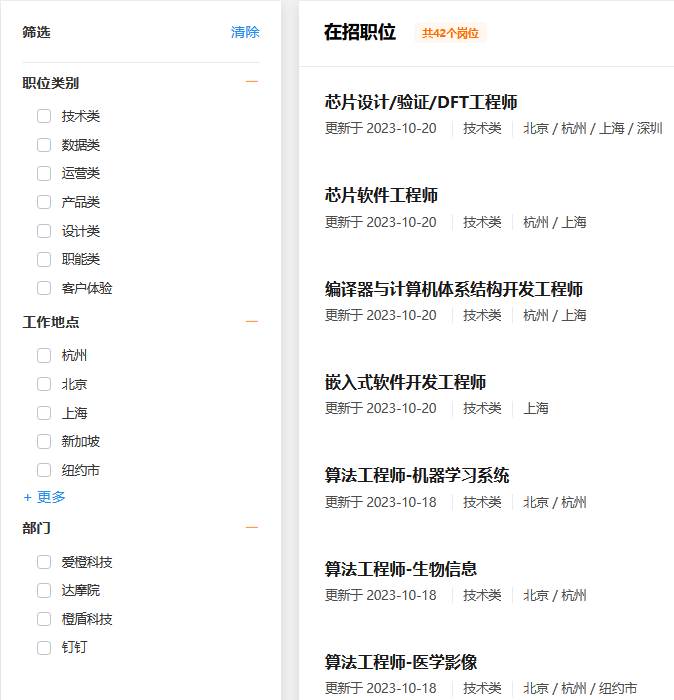 筛选 清除
职位类别
技术类
数据类
运营类
产品类
设计类
职能类
客户体验
工作地点
杭州
北京
上海
新加坡
纽约市
+ 更多
部门
爱橙科技
达摩院
橙盾科技
钉钉
在招职位 共42个岗位
芯片设计/验证/DFT工程师
更新于 2023-10-20 技术类 北京 / 杭州 / 上海 / 深圳
芯片软件工程师
更新于 2023-10-20 技术类 杭州 / 上海
编译器与计算机体系结构开发工程师
更新于 2023-10-20 技术类 杭州 / 上海
嵌入式软件开发工程师
更新于 2023-10-20 技术类 上海
算法工程师-机器学习系统
更新于 2023-10-18 技术类 北京 / 杭州
算法工程师-生物信息
更新于 2023-10-18 技术类 北京 / 杭州
算法工程师-医学影像
更新于 2023-10-18 技术类 北京 / 杭州 / 纽约市